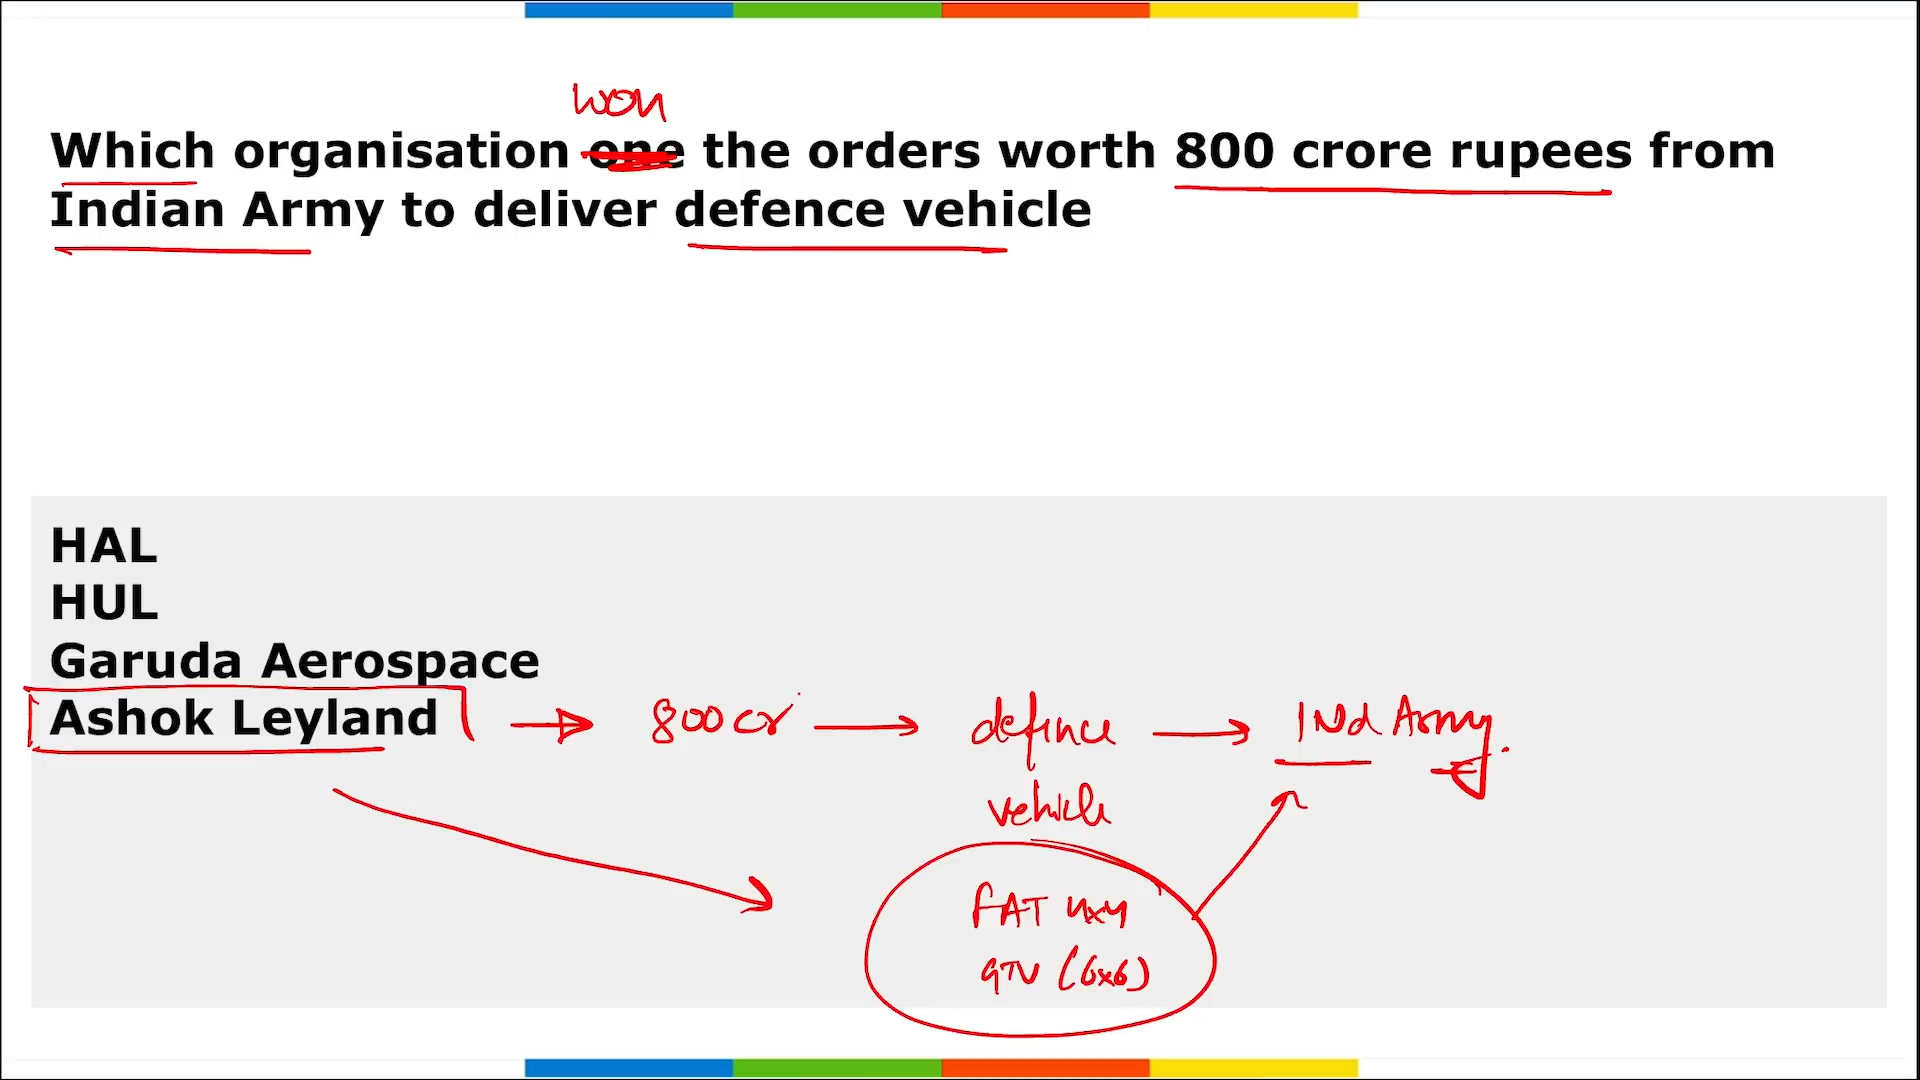 won
Which organisation one the orders worth 800 crore rupees from
Indian Army to deliver defence vehicle
HAL
HUL
Garuda Aerospace
Ashok Leyland → 800 cr → defince → INd Army.
vehicle
FAT 4x4
GTV (6x6)